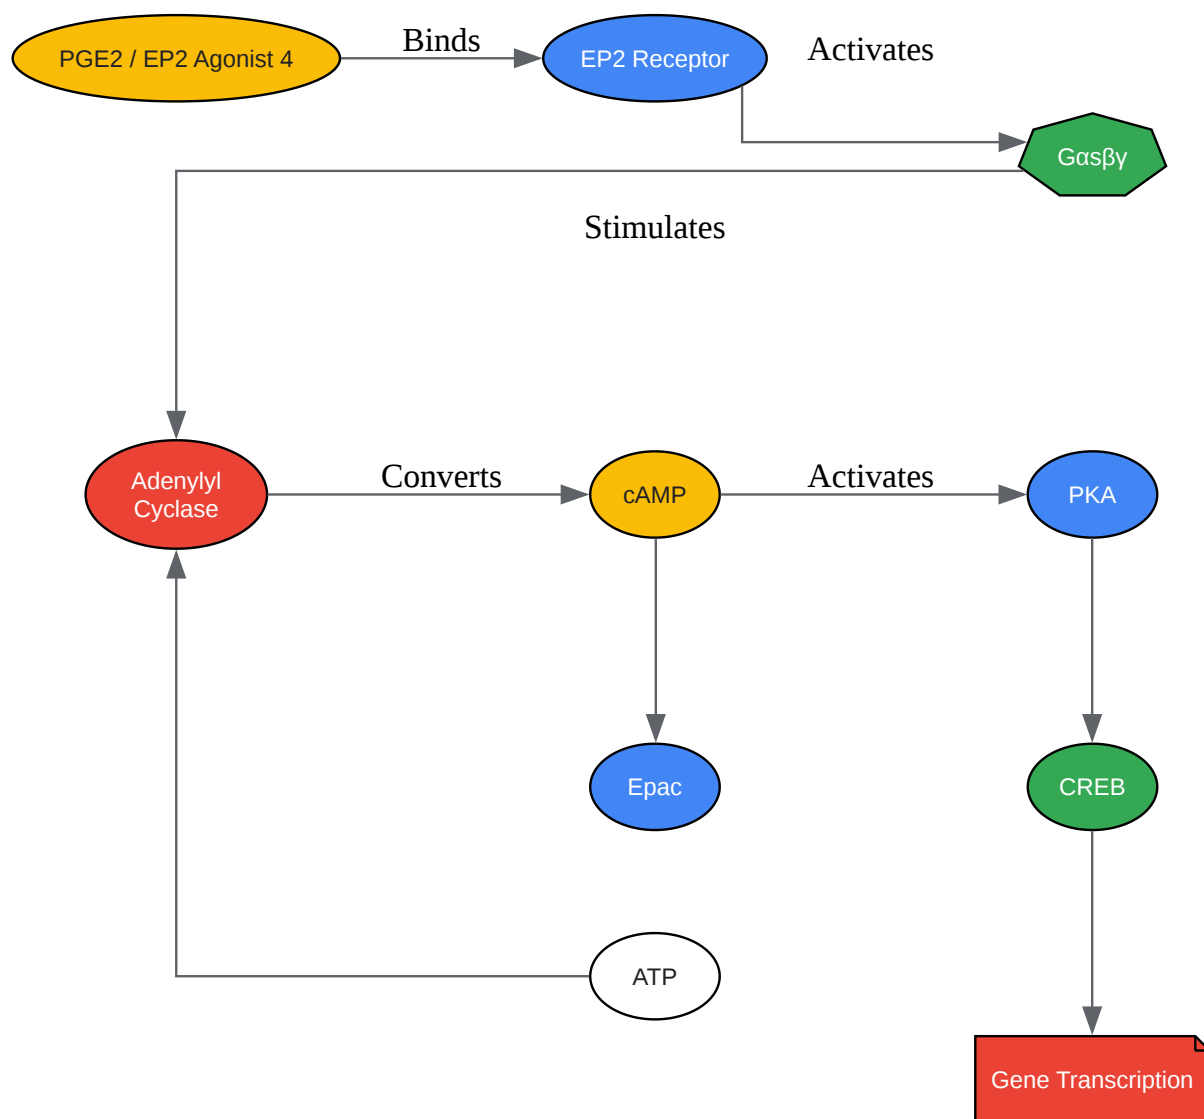 PGE2 / EP2 Agonist 4
Binds
EP2 Receptor
Activates
Gαsβγ
Stimulates
Adenylyl
Cyclase
Converts
cAMP
Activates
PKA
Epac
CREB
ATP
Gene Transcription